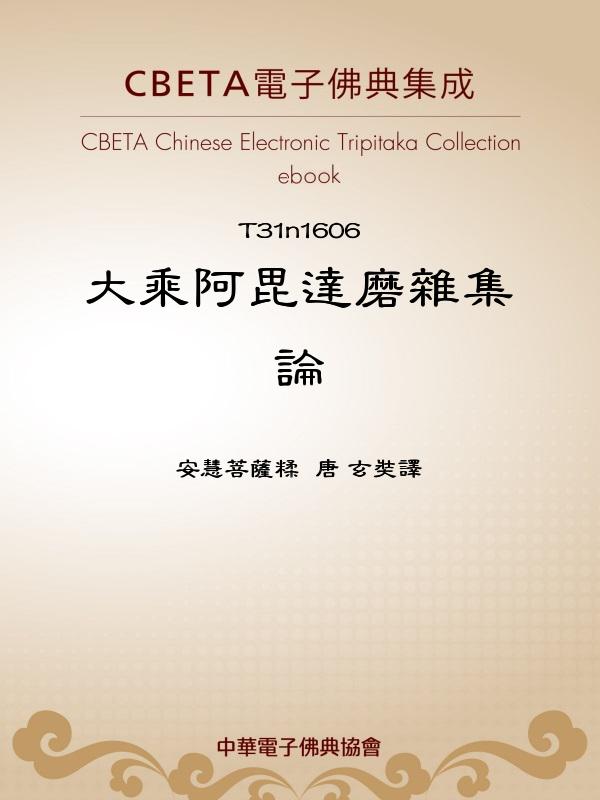 CBETA電子佛典集成
CBETA Chinese Electronic Tripitaka Collection
ebook
T31n1606
大乘阿毘達磨雜集
論
安慧菩薩糅 唐 玄奘譯
中華電子佛典協會